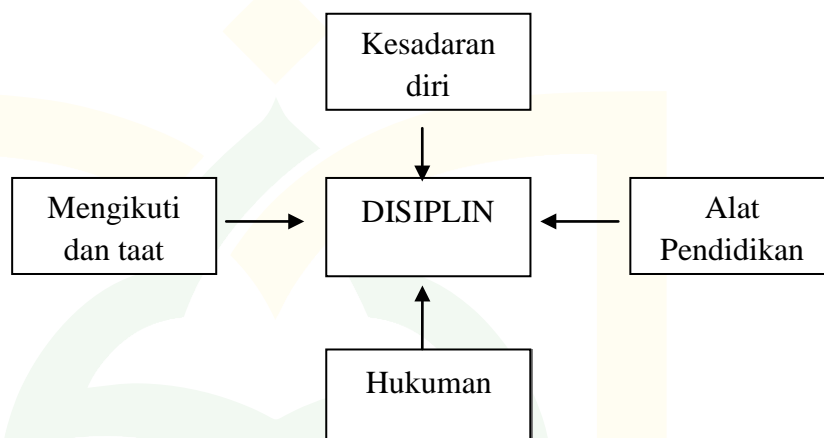 Kesadaran
diri
Mengikuti
dan taat
DISIPLIN
Alat
Pendidikan
Hukuman